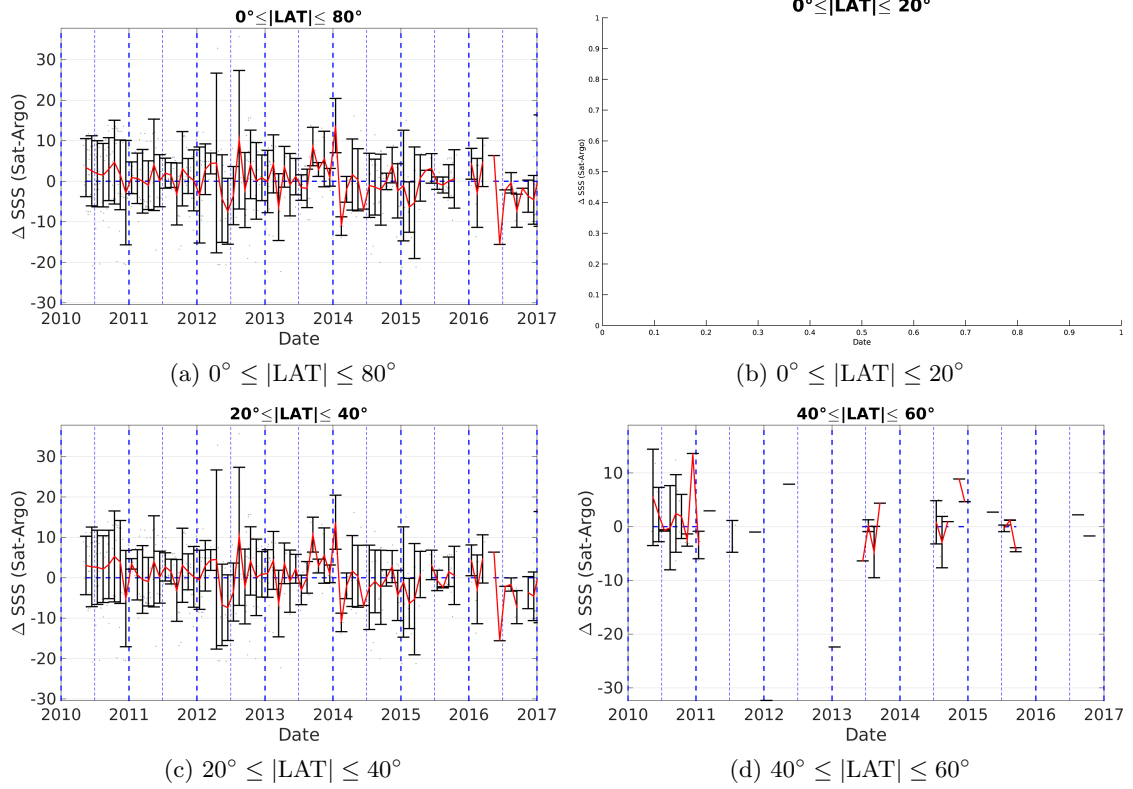 0°≤|LAT|≤ 80°
Δ SSS (Sat-Argo)
30
20
10
0
-10
-20
-30
2010 2011 2012 2013 2014 2015 2016 2017
Date
(a) 0° ≤ |LAT| ≤ 80°
0°≤|LAT|≤ 20°
Δ SSS (Sat-Argo)
1
0.9
0.8
0.7
0.6
0.5
0.4
0.3
0.2
0.1
0
0 0.1 0.2 0.3 0.4 0.5 0.6 0.7 0.8 0.9 1
Date
(b) 0° ≤ |LAT| ≤ 20°
20°≤|LAT|≤ 40°
Δ SSS (Sat-Argo)
30
20
10
0
-10
-20
-30
2010 2011 2012 2013 2014 2015 2016 2017
Date
(c) 20° ≤ |LAT| ≤ 40°
40°≤|LAT|≤ 60°
Δ SSS (Sat-Argo)
10
0
-10
-20
-30
2010 2011 2012 2013 2014 2015 2016 2017
Date
(d) 40° ≤ |LAT| ≤ 60°